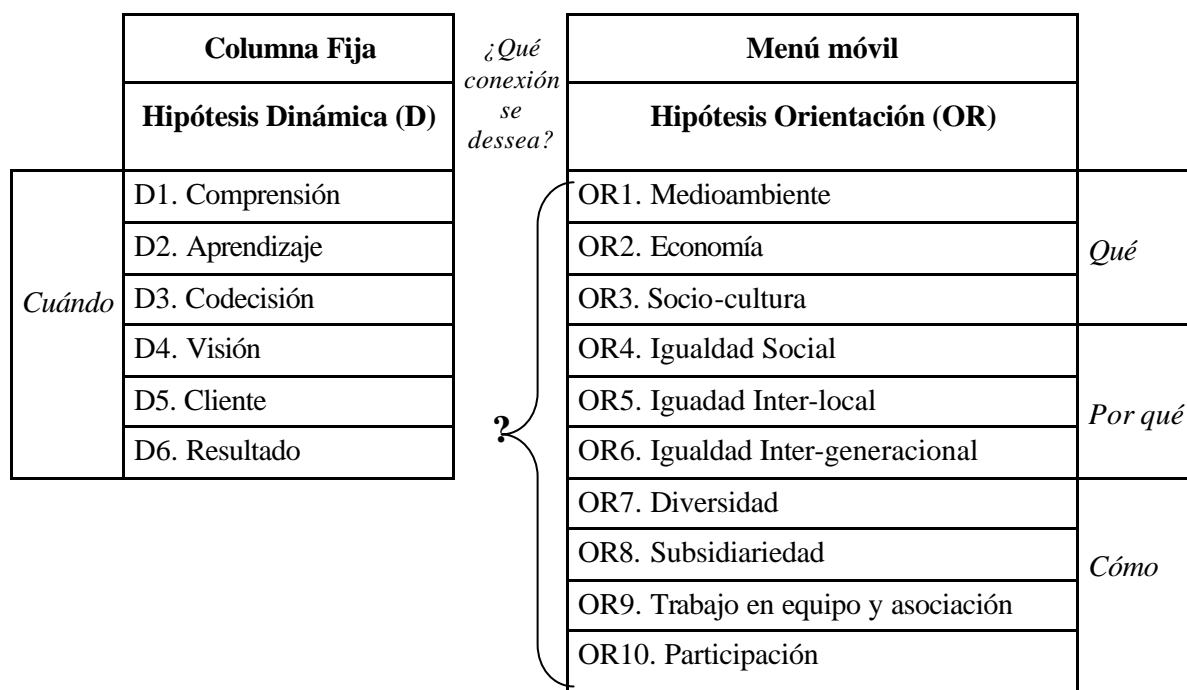 Columna Fija
¿Qué
conexión
se
dessea?
Menú móvil
Hipótesis Dinámica (D)
Hipótesis Orientación (OR)
Cuándo
D1. Comprensión
D2. Aprendizaje
D3. Codecisión
D4. Visión
D5. Cliente
D6. Resultado
?
OR1. Medioambiente
OR2. Economía
OR3. Socio-cultura
Qué
OR4. Igualdad Social
OR5. Iguadad Inter-local
OR6. Igualdad Inter-generacional
Por qué
OR7. Diversidad
OR8. Subsidiariedad
OR9. Trabajo en equipo y asociación
OR10. Participación
Cómo